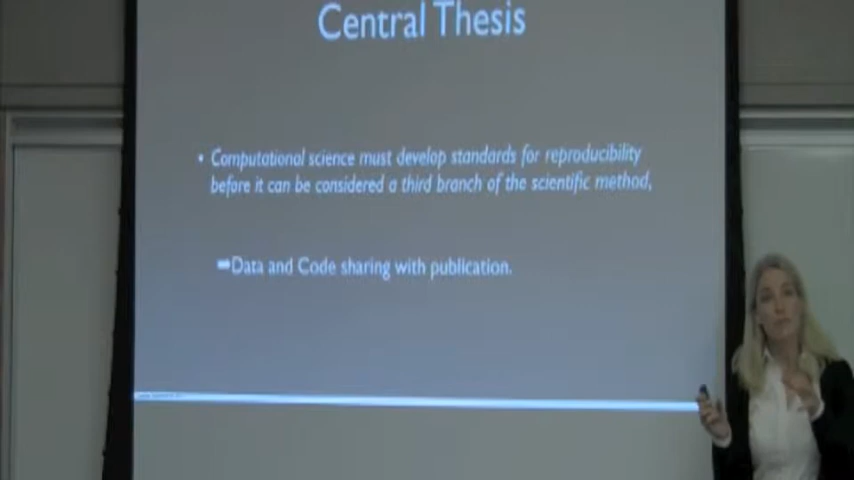 Central Thesis
• Computational science must develop standards for reproducibility
before it can be considered a third branch of the scientific method,
➡Data and Code sharing with publication.